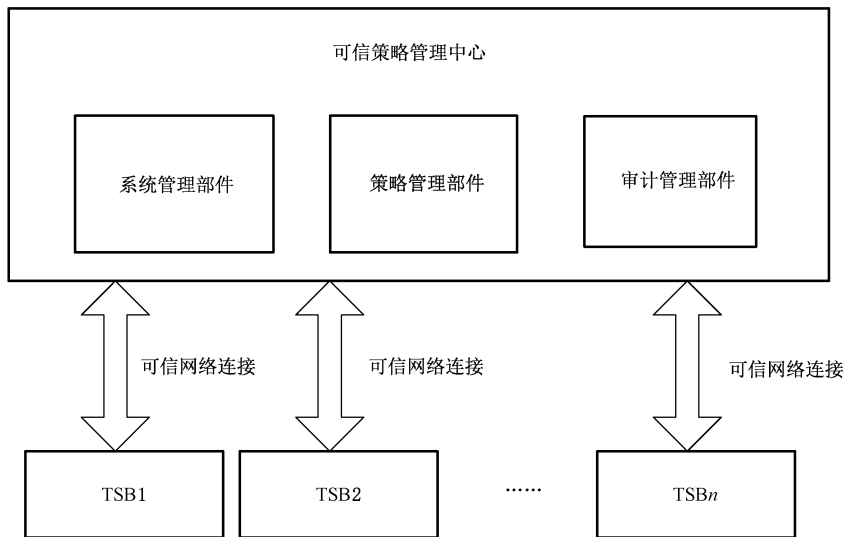 可信策略管理中心
系统管理部件
策略管理部件
审计管理部件
可信网络连接
可信网络连接
可信网络连接
TSB1
TSB2
……
TSBn